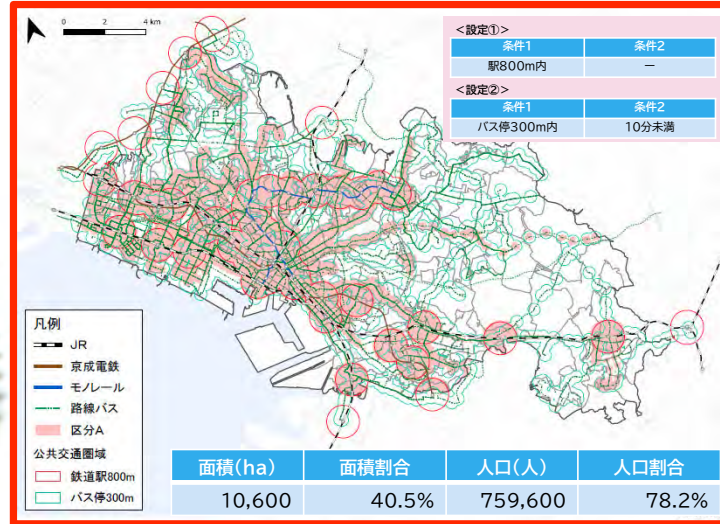 0 2 4 km
<設定①>
条件1 条件2
駅800m内 －
<設定②>
条件1 条件2
バス停300m内 10分未満
凡例
JR
京成電鉄
モノレール
路線バス
区分A
公共交通圏域
鉄道駅800m
バス停300m
面積(ha) 面積割合 人口(人) 人口割合
10,600 40.5% 759,600 78.2%